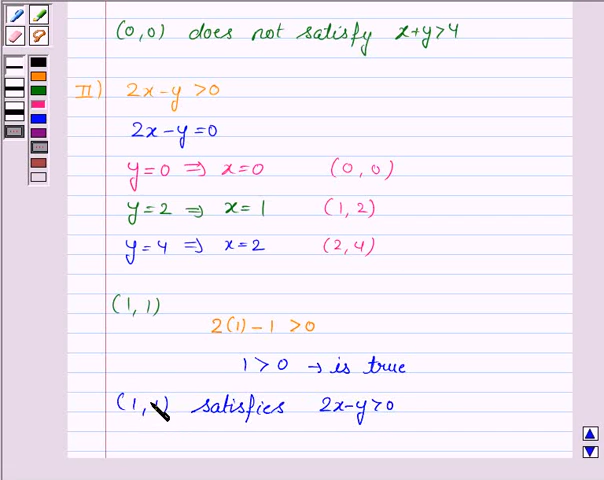 (0,0) does not satisfy x+y>4
II) 2x-y >0
2x-y=0
y=0 ⇒ x=0 (0,0)
y=2 ⇒ x=1 (1,2)
y=4 ⇒ x=2 (2,4)
(1,1)
2(1)-1 >0
1>0 → is true
(1,1) satisfies 2x-y>0